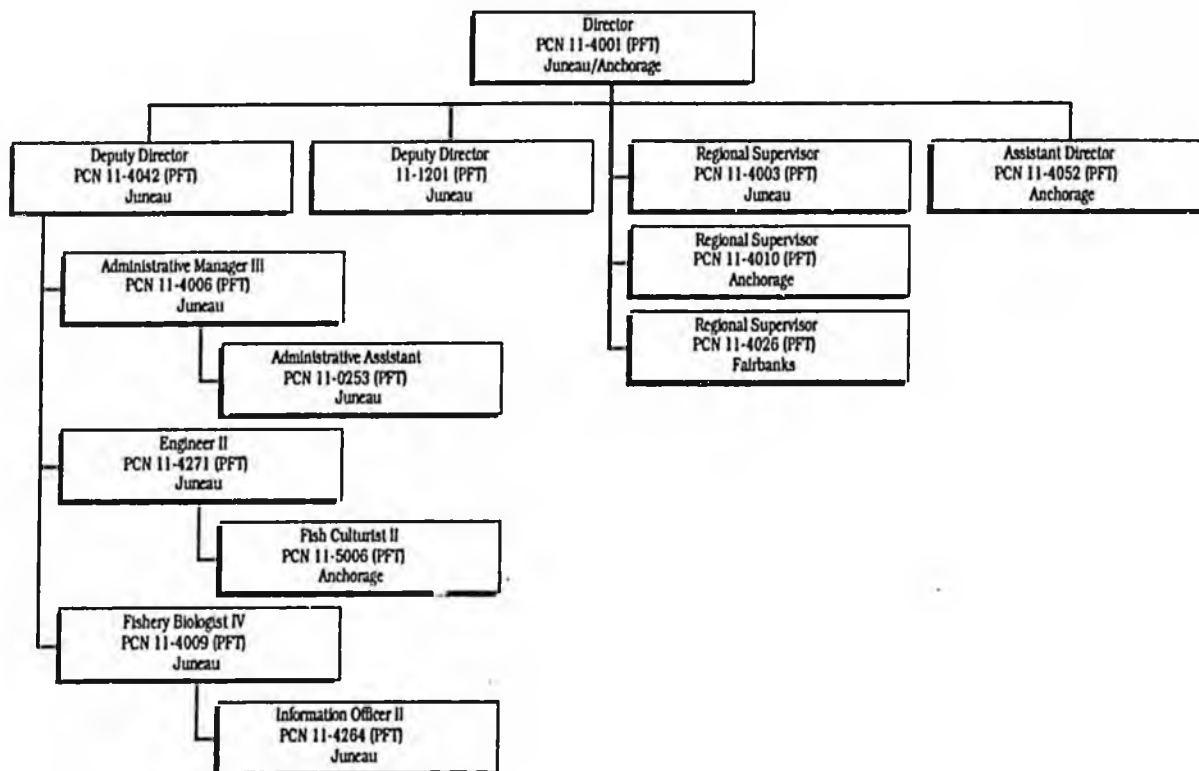 Director
PCN 11-4001 (PFT)
Juneau/Anchorage
Deputy Director
PCN 11-4042 (PFT)
Juneau
Deputy Director
11-1201 (PFT)
Juneau
Regional Supervisor
PCN 11-4003 (PFT)
Juneau
Assistant Director
PCN 11-4052 (PFT)
Anchorage
Administrative Manager III
PCN 11-4006 (PFT)
Juneau
Regional Supervisor
PCN 11-4010 (PFT)
Anchorage
Regional Supervisor
PCN 11-4026 (PFT)
Fairbanks
Administrative Assistant
PCN 11-0253 (PFT)
Juneau
Engineer II
PCN 11-4271 (PFT)
Juneau
Fish Culturist II
PCN 11-5006 (PFT)
Anchorage
Fishery Biologist IV
PCN 11-4009 (PFT)
Juneau
Information Officer II
PCN 11-4264 (PFT)
Juneau